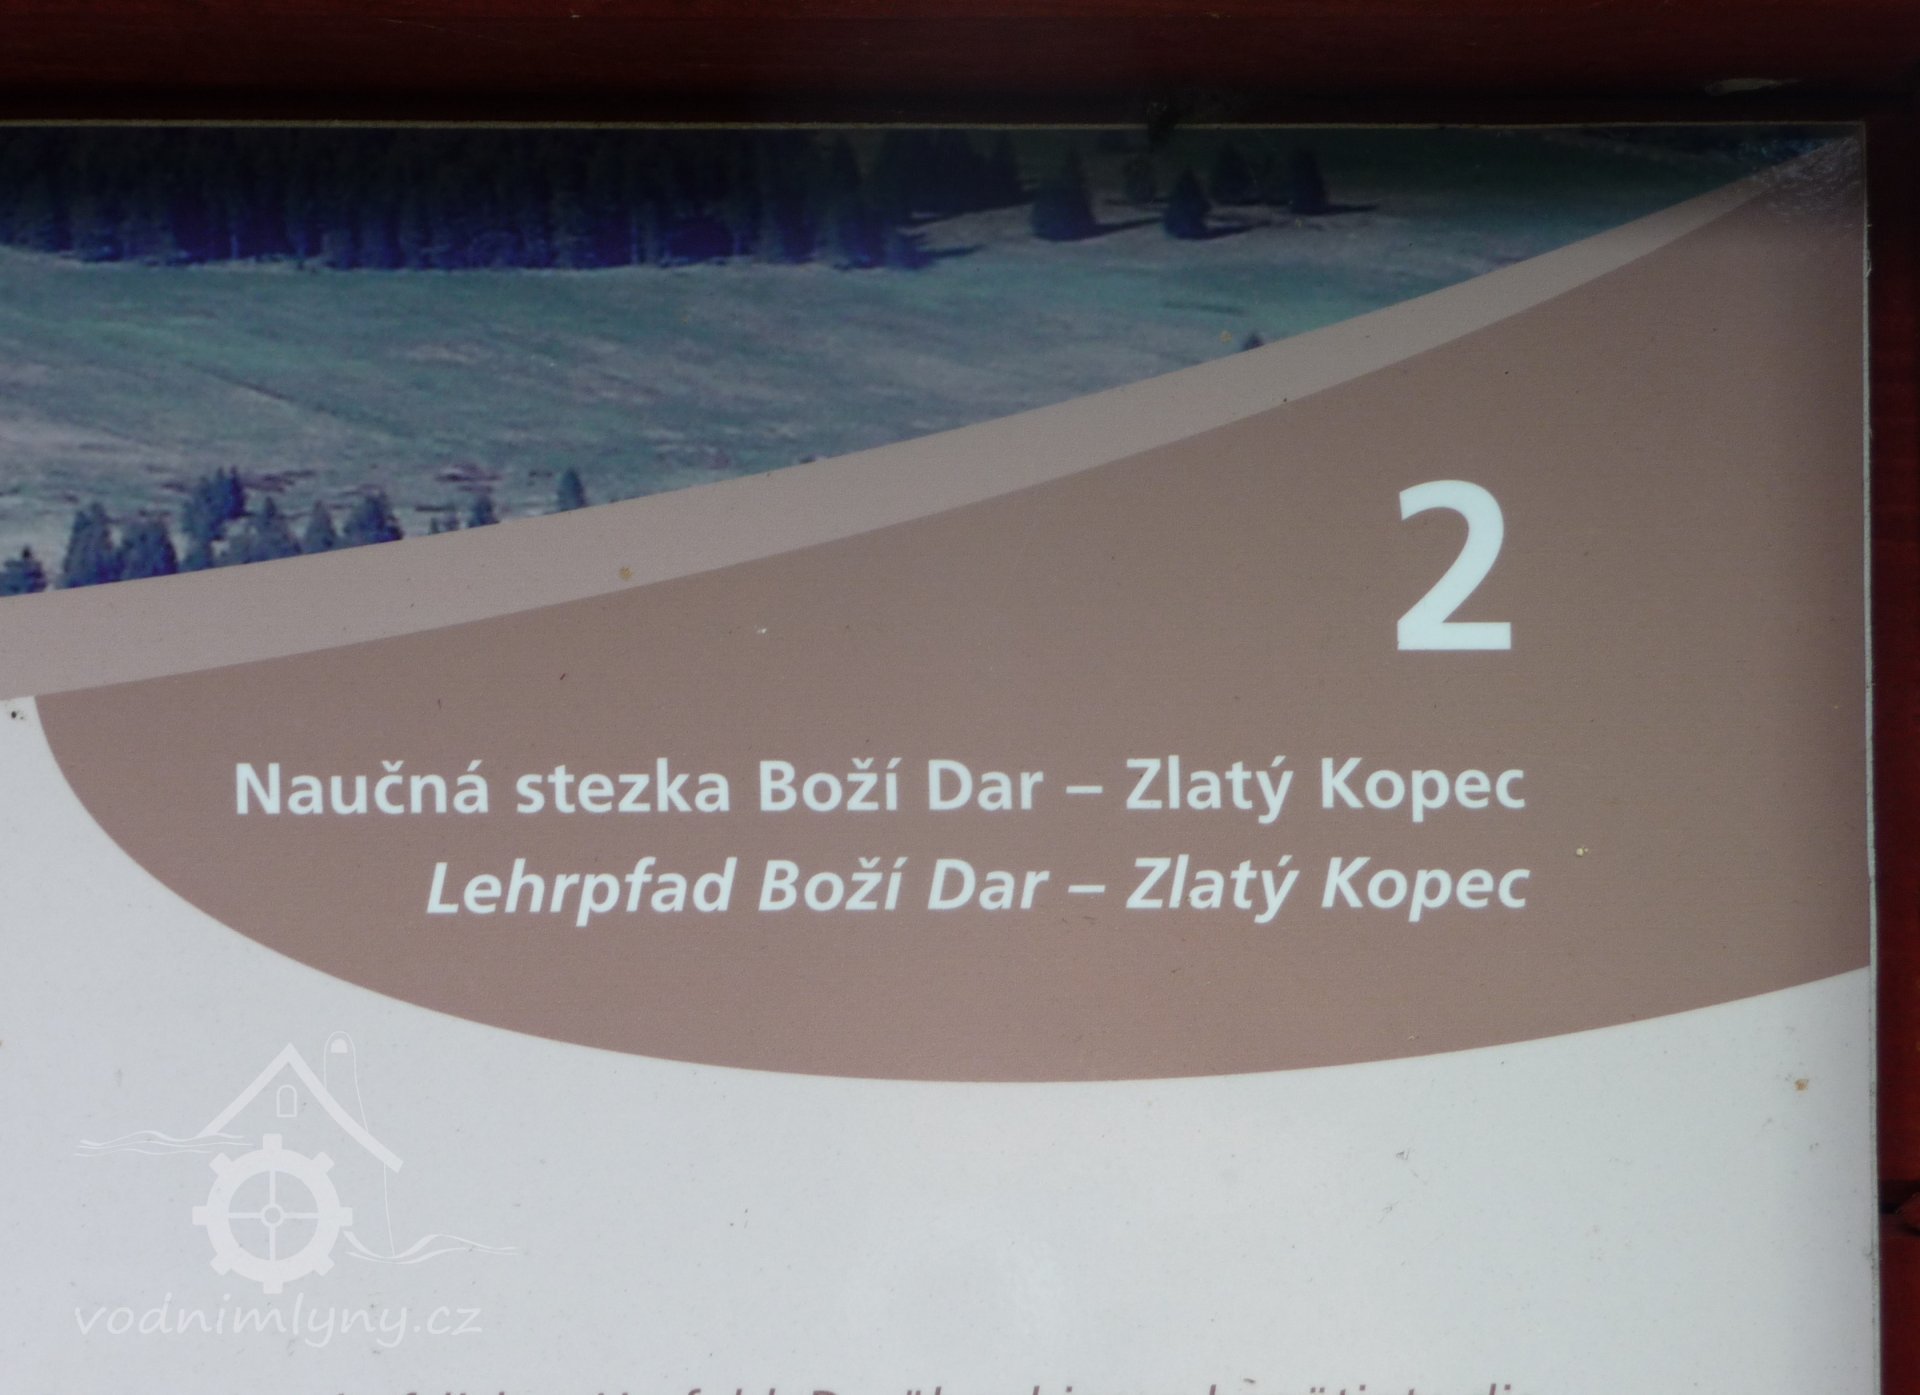 2
Naučná stezka Boží Dar – Zlatý Kopec
Lehrpfad Boží Dar – Zlatý Kopec
vodnimlyny.cz